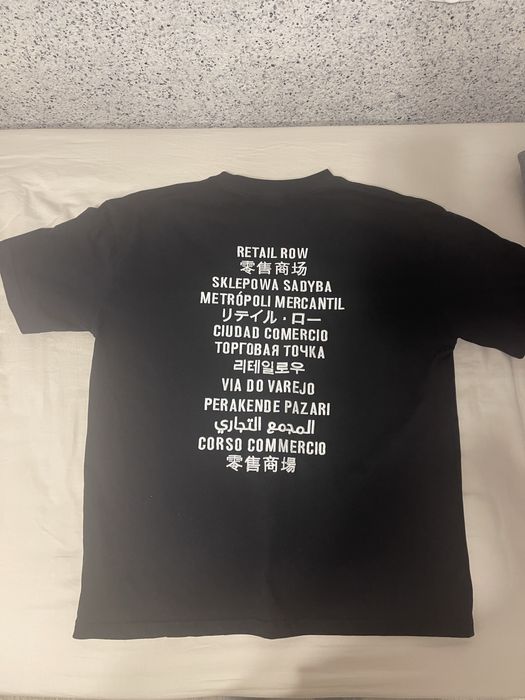 RETAIL ROW
零售商场
SKLEPOWA SADYBA
METRÓPOLI MERCANTIL
リテイル・ロー
CIUDAD COMERCIO
ТОРГОВАЯ ТОЧКА
리테일로우
VIA DO VAREJO
PERAKENDE PAZARI
المجمع التجاري
CORSO COMMERCIO
零售商場